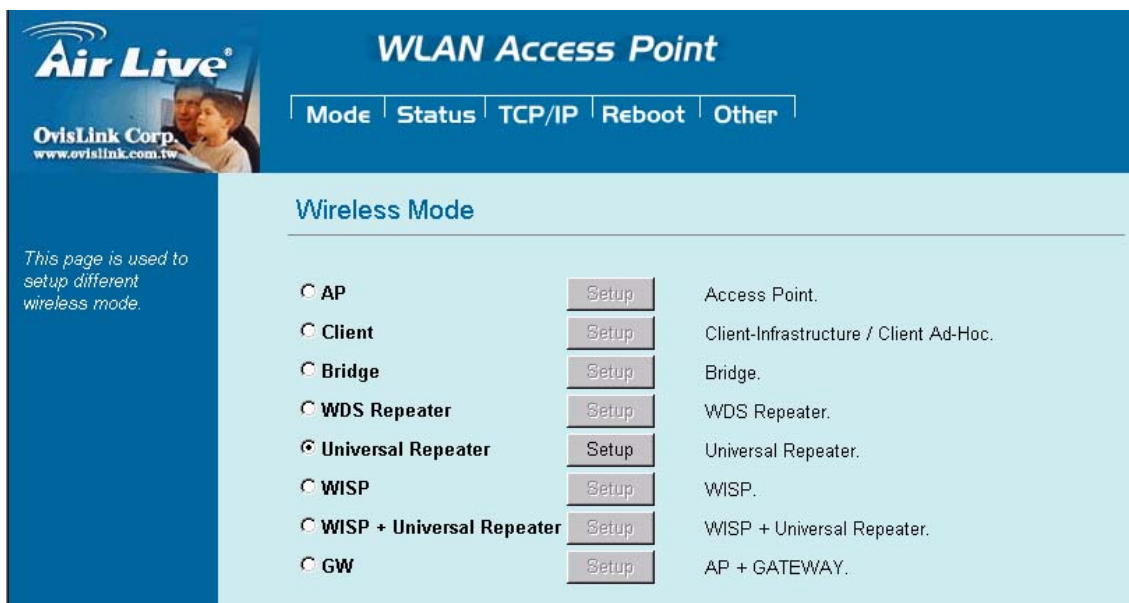 Air Live®
OvisLink Corp.
www.ovislink.com.tw
WLAN Access Point
Mode Status TCP/IP Reboot Other
This page is used to
setup different
wireless mode.
Wireless Mode
AP Setup Access Point.
Client Setup Client-Infrastructure / Client Ad-Hoc.
Bridge Setup Bridge.
WDS Repeater Setup WDS Repeater.
Universal Repeater Setup Universal Repeater.
WISP Setup WISP.
WISP + Universal Repeater Setup WISP + Universal Repeater.
GW Setup AP + GATEWAY.